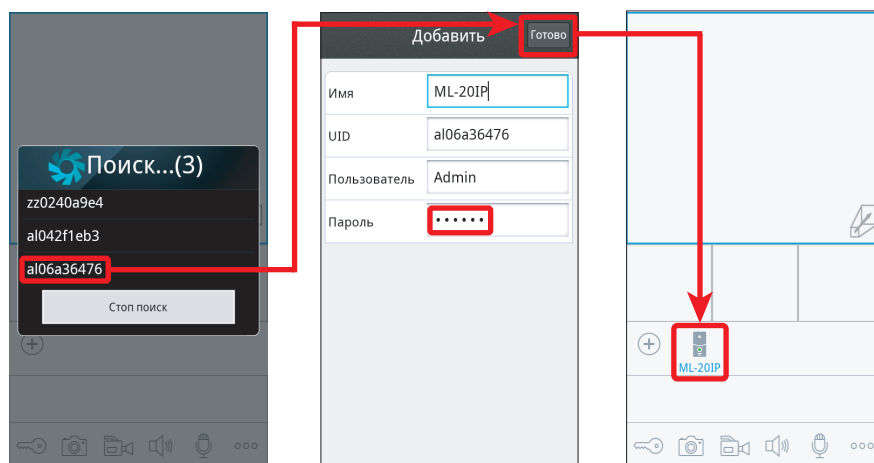 Поиск...(3)
zz0240a9e4
al042f1eb3
al06a36476
Стоп поиск
Добавить
Готово
Имя
ML-20IP
UID
al06a36476
Пользователь
Admin
Пароль
••••••
ML-20IP